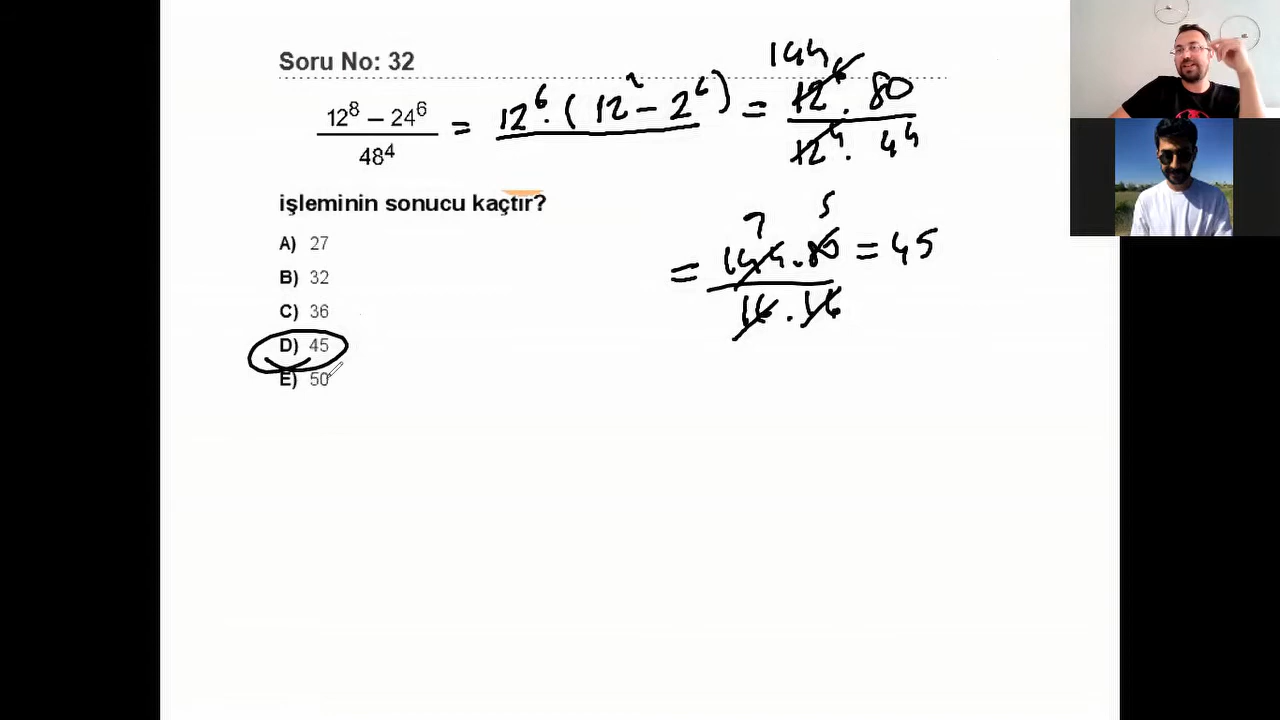 Soru No: 32
12⁸ – 24⁶ / 48⁴ = 12⁶ . ( 12² – 2⁶ ) = 144 12⁶ . 80 / 12⁴ . 4⁴
işleminin sonucu kaçtır?
= 9 5 144 . 80 / 16 . 16 = 45
A) 27
B) 32
C) 36
D) 45
E) 50